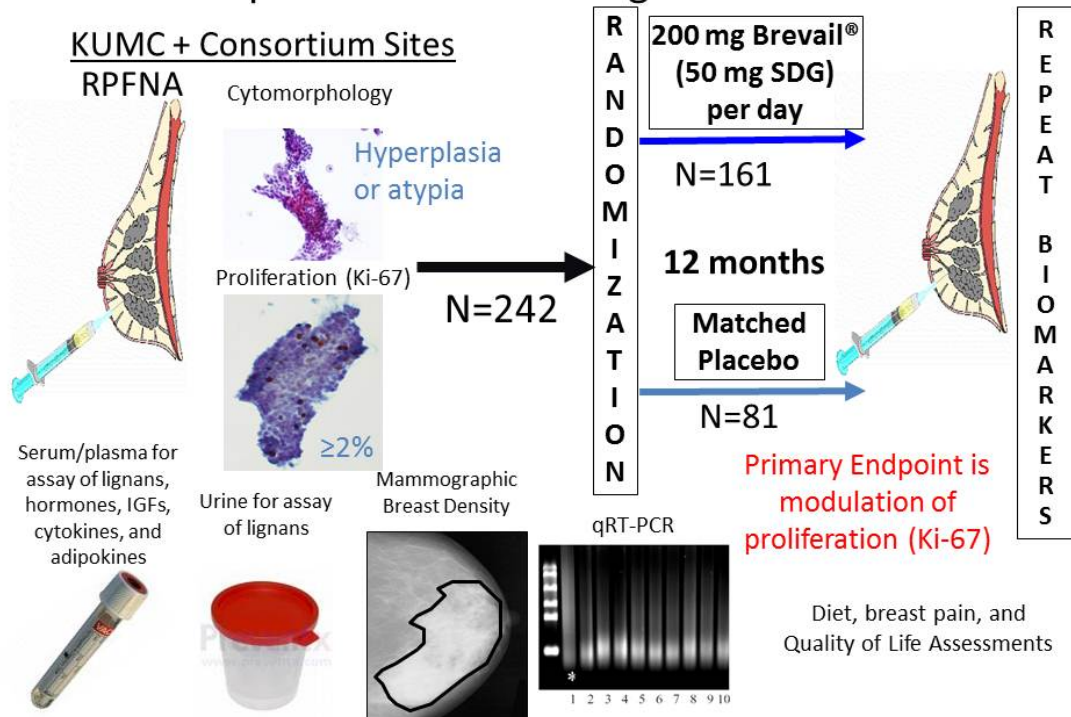 KUMC + Consortium Sites
RPFNA
Cytomorphology
Hyperplasia
or atypia
Proliferation (Ki-67)
≥2%
N=242
RANDOMIZATION
200 mg Brevail®
(50 mg SDG)
per day
N=161
12 months
Matched
Placebo
N=81
REPEAT BIOMARKERS
Primary Endpoint is
modulation of
proliferation (Ki-67)
Serum/plasma for
assay of lignans,
hormones, IGFs,
cytokines, and
adipokines
Urine for assay
of lignans
Mammographic
Breast Density
qRT-PCR
*
1 2 3 4 5 6 7 8 9 10
Diet, breast pain, and
Quality of Life Assessments